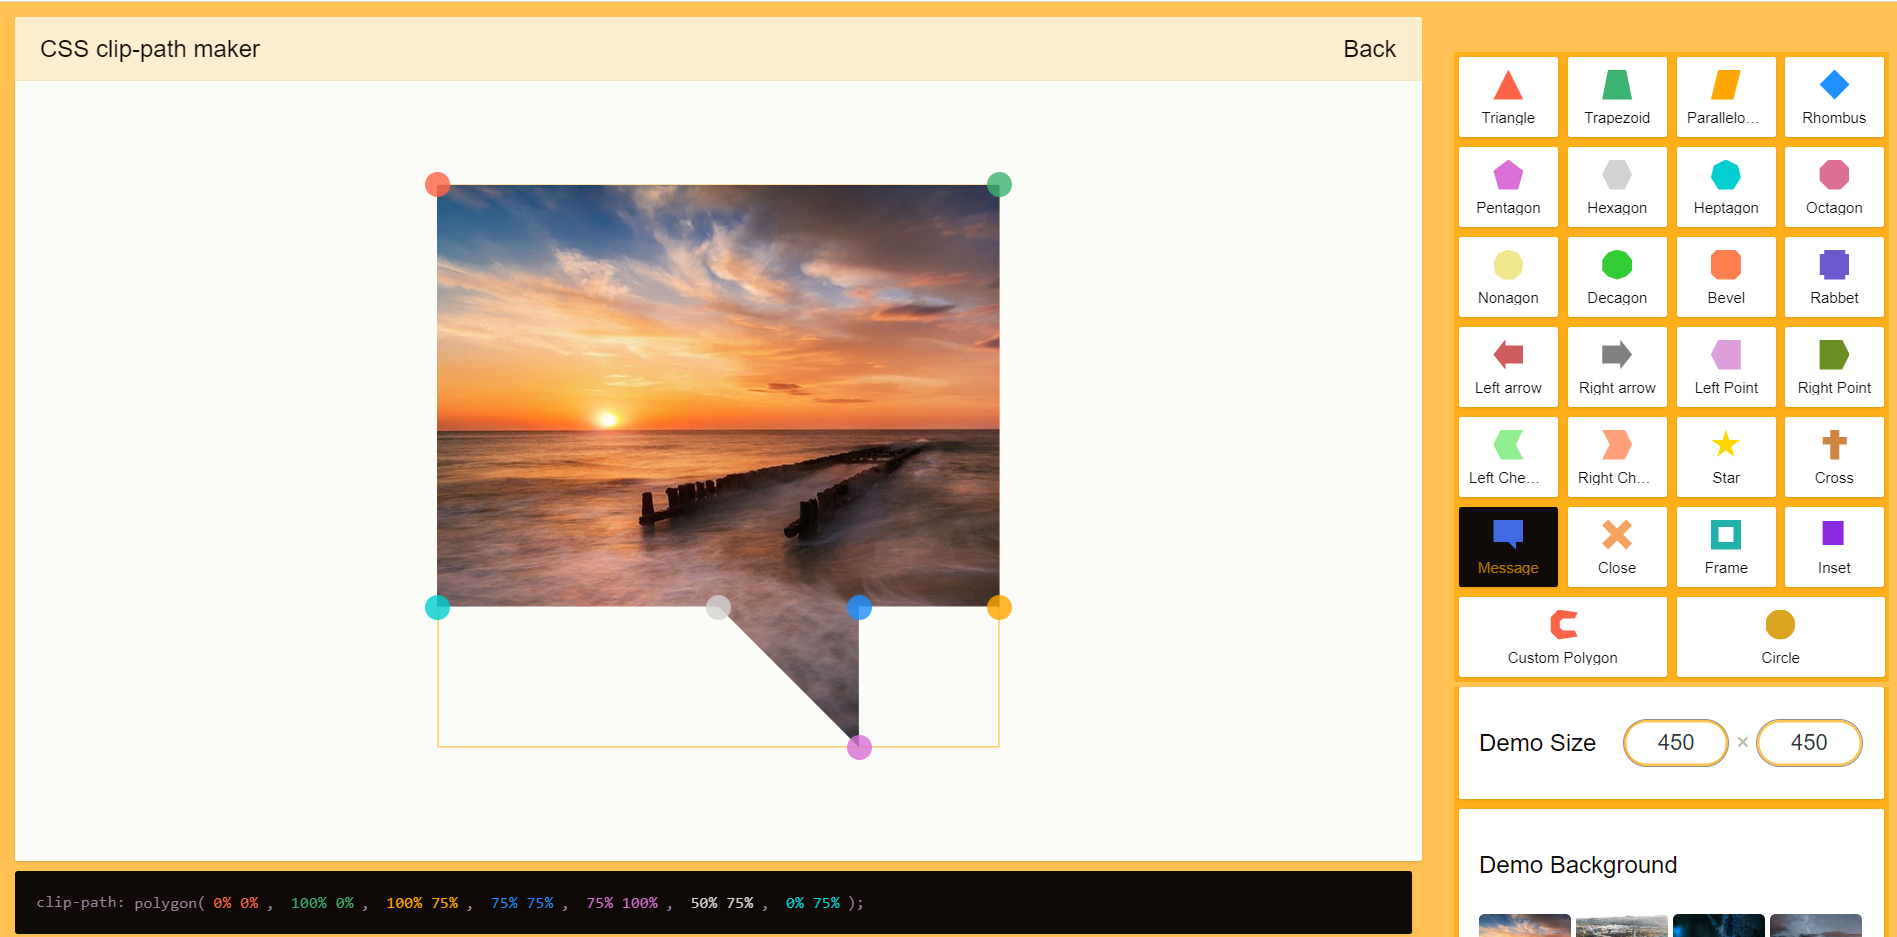 CSS clip-path maker
Back
Triangle
Trapezoid
Parallelo...
Rhombus
Pentagon
Hexagon
Heptagon
Octagon
Nonagon
Decagon
Bevel
Rabbet
Left arrow
Right arrow
Left Point
Right Point
Left Che...
Right Ch...
Star
Cross
Message
Close
Frame
Inset
Custom Polygon
Circle
Demo Size 450 × 450
Demo Background
clip-path: polygon( 0% 0% , 100% 0% , 100% 75% , 75% 75% , 75% 100% , 50% 75% , 0% 75% );